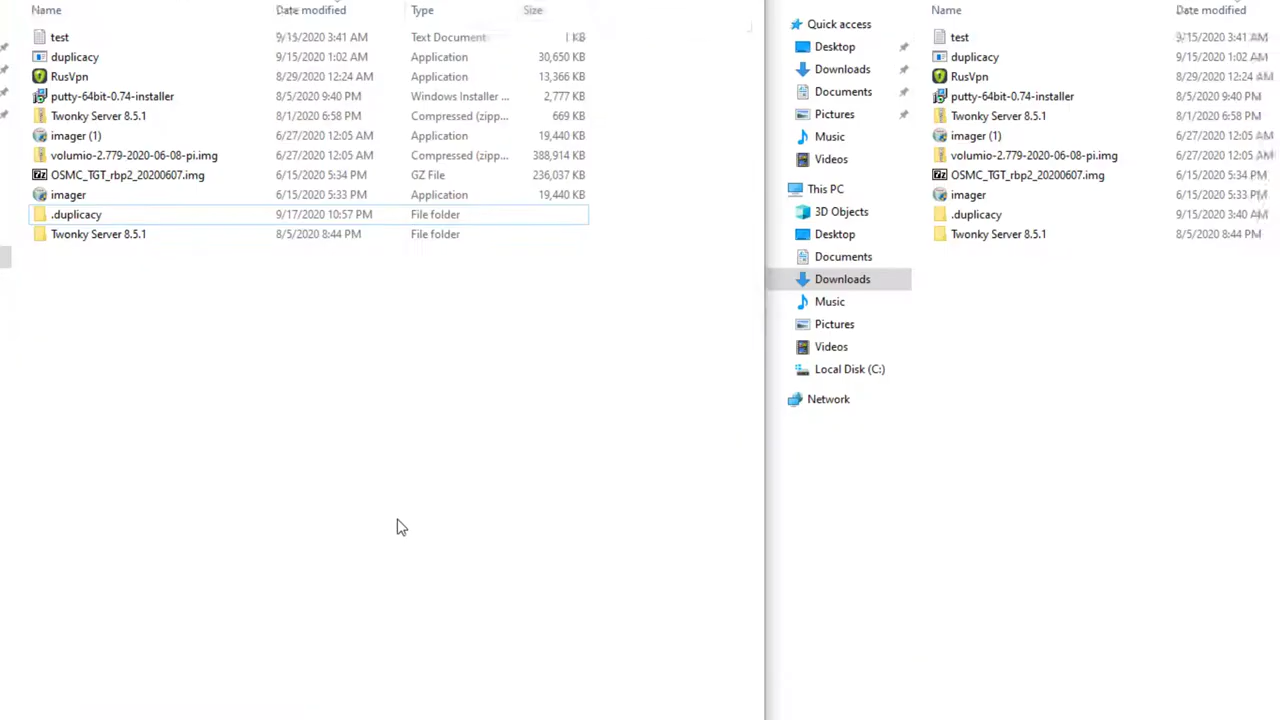 Name Date modified Type Size
test 9/15/2020 3:41 AM Text Document 1 KB
duplicacy 9/15/2020 1:02 AM Application 30,650 KB
RusVpn 8/29/2020 12:24 AM Application 13,366 KB
putty-64bit-0.74-installer 8/5/2020 9:40 PM Windows Installer ... 2,777 KB
Twonky Server 8.5.1 8/1/2020 6:58 PM Compressed (zipp... 669 KB
imager (1) 6/27/2020 12:05 AM Application 19,440 KB
volumio-2.779-2020-06-08-pi.img 6/27/2020 12:05 AM Compressed (zipp... 388,914 KB
OSMC_TGT_rbp2_20200607.img 6/15/2020 5:34 PM GZ File 236,037 KB
imager 6/15/2020 5:33 PM Application 19,440 KB
.duplicacy 9/17/2020 10:57 PM File folder
Twonky Server 8.5.1 8/5/2020 8:44 PM File folder
Quick access
Desktop
Downloads
Documents
Pictures
Music
Videos
This PC
3D Objects
Desktop
Documents
Downloads
Music
Pictures
Videos
Local Disk (C:)
Network
Name Date modified
test 9/15/2020 3:41 AM
duplicacy 9/15/2020 1:02 AM
RusVpn 8/29/2020 12:24 AM
putty-64bit-0.74-installer 8/5/2020 9:40 PM
Twonky Server 8.5.1 8/1/2020 6:58 PM
imager (1) 6/27/2020 12:05 AM
volumio-2.779-2020-06-08-pi.img 6/27/2020 12:05 AM
OSMC_TGT_rbp2_20200607.img 6/15/2020 5:34 PM
imager 6/15/2020 5:33 PM
.duplicacy 9/15/2020 3:40 AM
Twonky Server 8.5.1 8/5/2020 8:44 PM